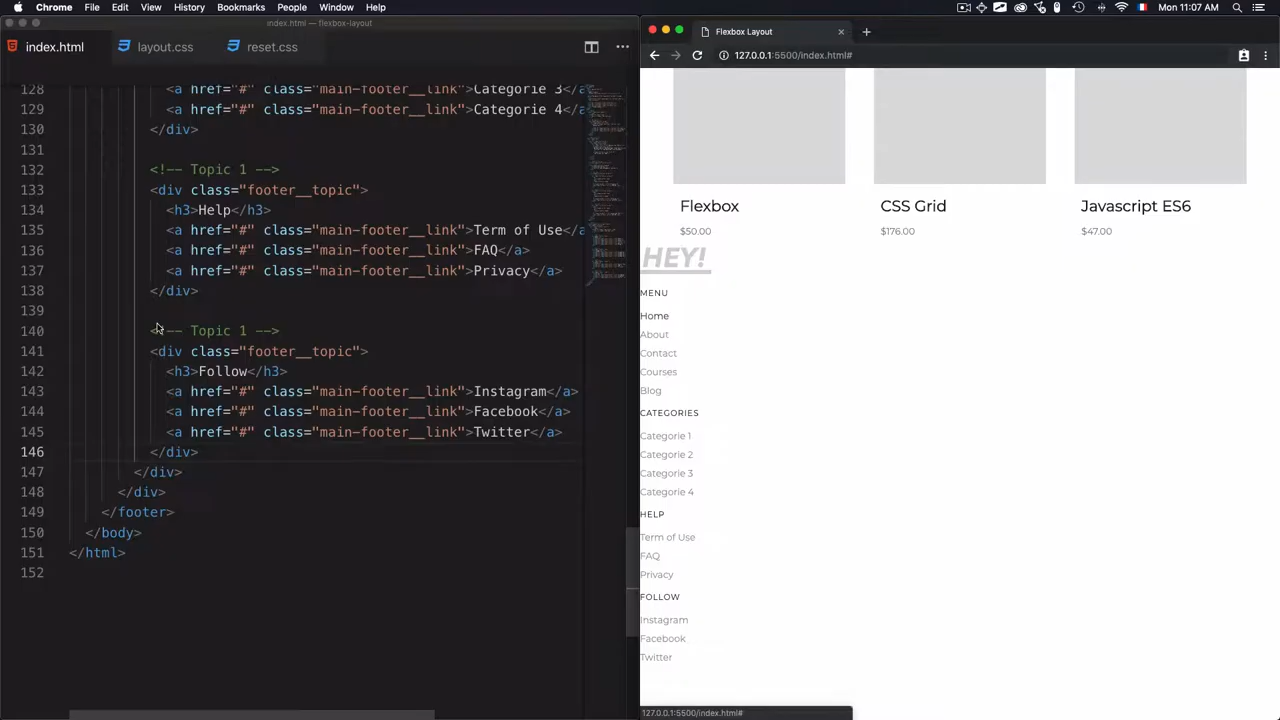 Chrome File Edit View History Bookmarks People Window Help Mon 11:07 AM
index.html — flexbox-layout
index.html layout.css reset.css
128 <a href="#" class="main-footer__link">Categorie 3</a
129 <a href="#" class="main-footer__link">Categorie 4</a
130 </div>
131
132 -- Topic 1 -->
133 <div class="footer__topic">
134 <h3>Help</h3>
135 <a href="#" class="main-footer__link">Term of Use</a
136 <a href="#" class="main-footer__link">FAQ</a>
137 <a href="#" class="main-footer__link">Privacy</a>
138 </div>
139
140 <!-- Topic 1 -->
141 <div class="footer__topic">
142 <h3>Follow</h3>
143 <a href="#" class="main-footer__link">Instagram</a>
144 <a href="#" class="main-footer__link">Facebook</a>
145 <a href="#" class="main-footer__link">Twitter</a>
146 </div>
147 </div>
148 </div>
149 </footer>
150 </body>
151 </html>
152
Flexbox Layout
127.0.0.1:5500/index.html#
Flexbox CSS Grid Javascript ES6
$50.00 $176.00 $47.00
HEY!
MENU
Home
About
Contact
Courses
Blog
CATEGORIES
Categorie 1
Categorie 2
Categorie 3
Categorie 4
HELP
Term of Use
FAQ
Privacy
FOLLOW
Instagram
Facebook
Twitter
127.0.0.1:5500/index.html#